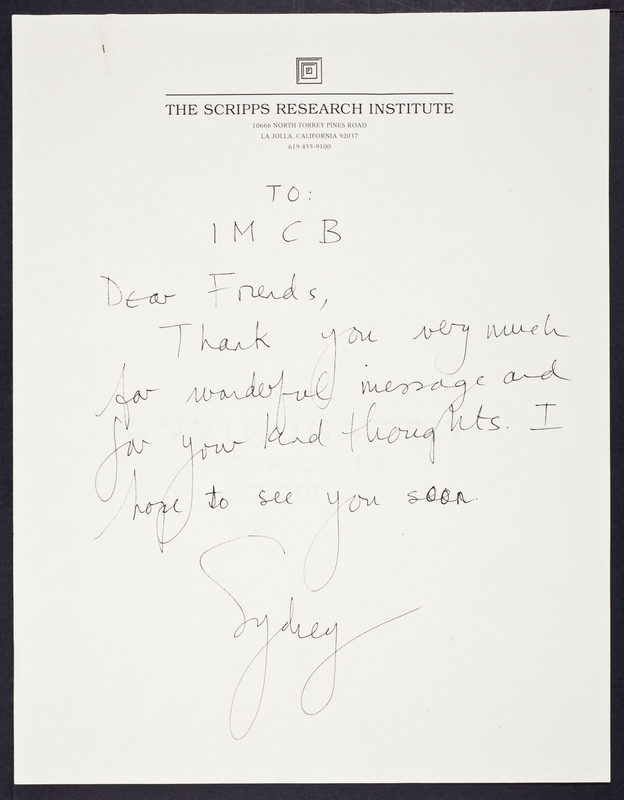 THE SCRIPPS RESEARCH INSTITUTE
10666 NORTH TORREY PINES ROAD
LA JOLLA, CALIFORNIA 92037
619 455-9100
TO:
IMCB
Dear Friends,
Thank you very much
for wonderful message and
for your kind thoughts. I
hope to see you soon.
Sydney